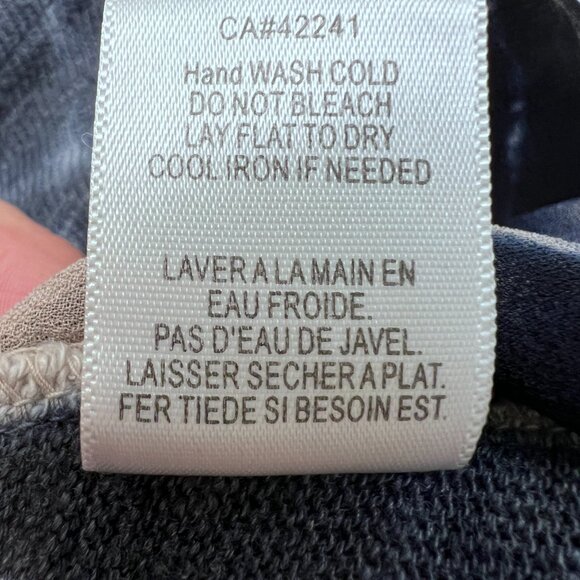 CA#42241
Hand WASH COLD
DO NOT BLEACH
LAY FLAT TO DRY
COOL IRON IF NEEDED
LAVER A LA MAIN EN
EAU FROIDE.
PAS D'EAU DE JAVEL.
LAISSER SECHER A PLAT.
FER TIEDE SI BESOIN EST.